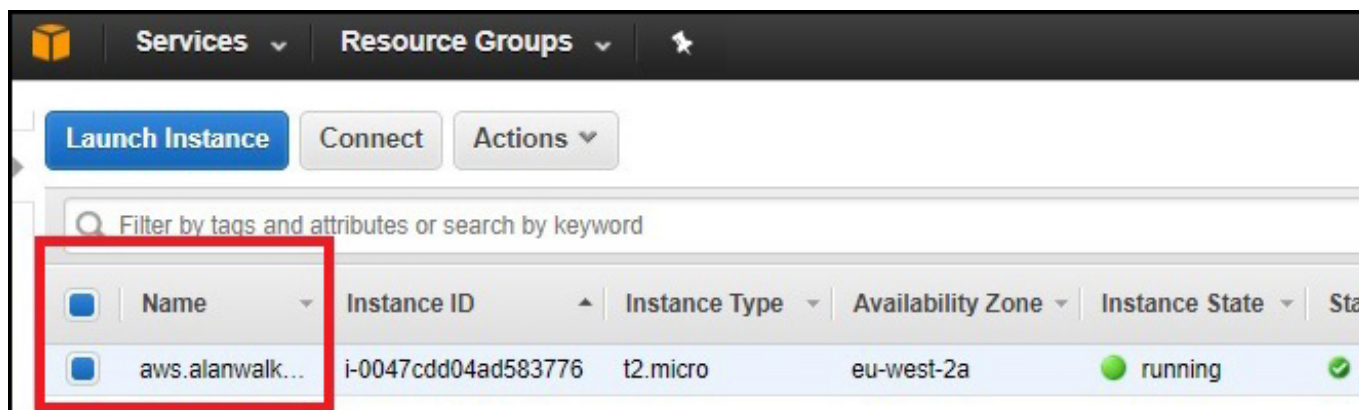 Services Resource Groups
Launch Instance Connect Actions
Filter by tags and attributes or search by keyword
Name Instance ID Instance Type Availability Zone Instance State Sta
aws.alanwalk... i-0047cdd04ad583776 t2.micro eu-west-2a running